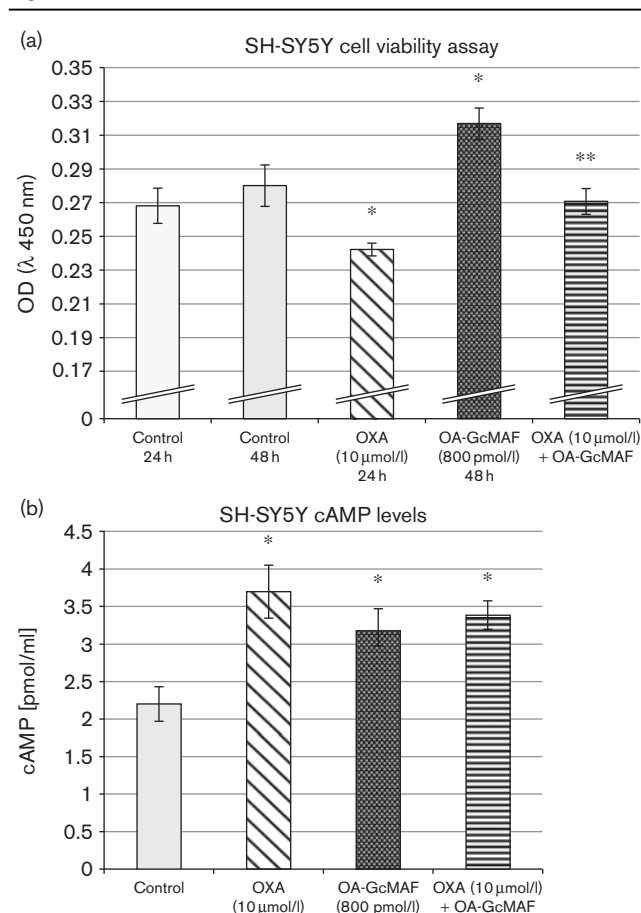 (a)
SH-SY5Y cell viability assay
OD (λ 450 nm)
0.35
0.33
0.31
0.29
0.27
0.25
0.23
0.21
0.19
0.17
0
*
*
**
Control
24 h
Control
48 h
OXA
(10 μmol/l)
24 h
OA-GcMAF
(800 pmol/l)
48 h
OXA (10 μmol/l)
+ OA-GcMAF
(b)
SH-SY5Y cAMP levels
cAMP [pmol/ml]
4.5
4
3.5
3
2.5
2
1.5
1
0.5
0
*
*
*
Control
OXA
(10 μmol/l)
OA-GcMAF
(800 pmol/l)
OXA (10 μmol/l)
+ OA-GcMAF